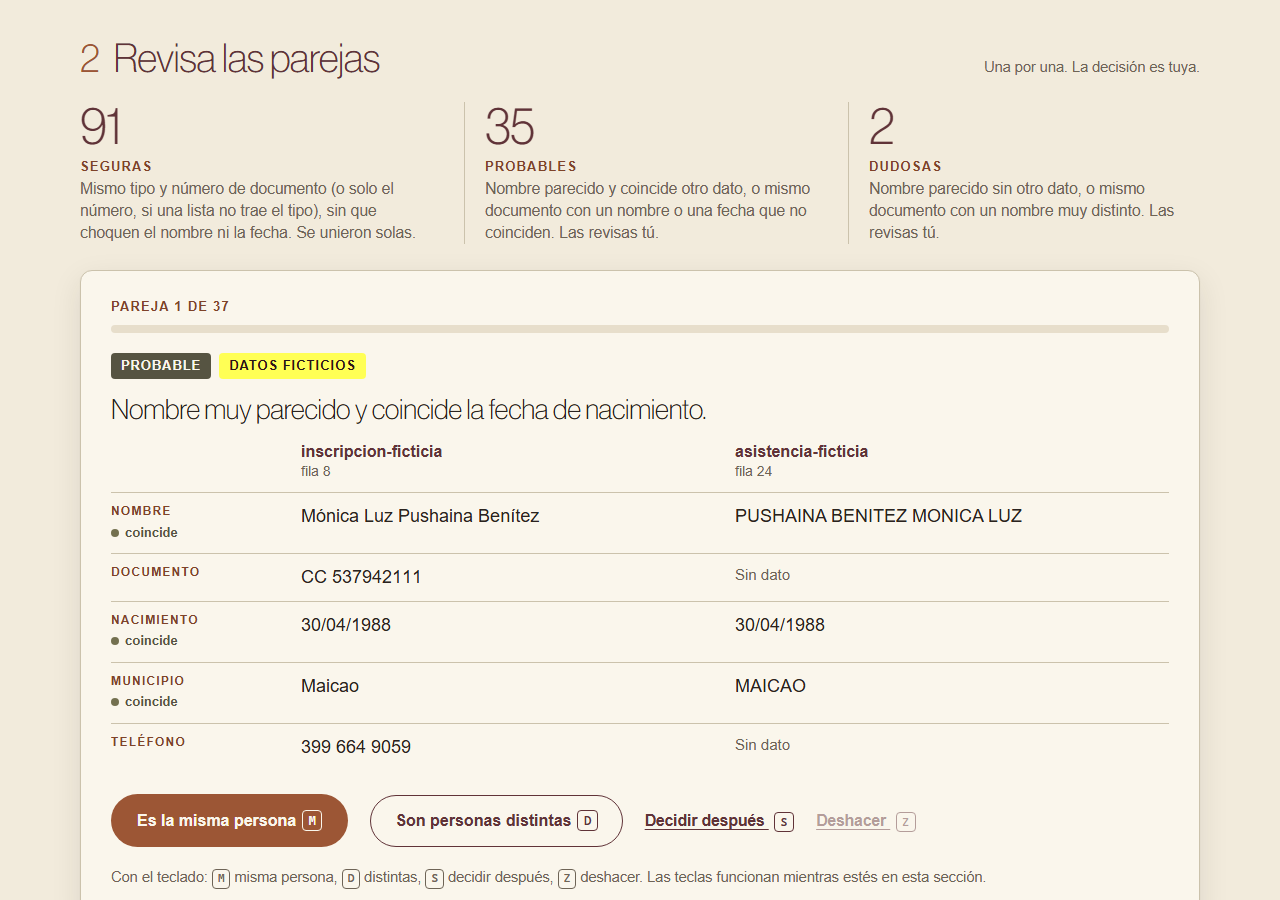 2 Revisa las parejas
Una por una. La decisión es tuya.
91
SEGURAS
Mismo tipo y número de documento (o solo el
número, si una lista no trae el tipo), sin que
choquen el nombre ni la fecha. Se unieron solas.
35
PROBABLES
Nombre parecido y coincide otro dato, o mismo
documento con un nombre o una fecha que no
coinciden. Las revisas tú.
2
DUDOSAS
Nombre parecido sin otro dato, o mismo
documento con un nombre muy distinto. Las
revisas tú.
PAREJA 1 DE 37
PROBABLE DATOS FICTICIOS
Nombre muy parecido y coincide la fecha de nacimiento.
inscripcion-ficticia asistencia-ficticia
fila 8 fila 24
NOMBRE Mónica Luz Pushaina Benítez PUSHAINA BENITEZ MONICA LUZ
coincide
DOCUMENTO CC 537942111 Sin dato
NACIMIENTO 30/04/1988 30/04/1988
coincide
MUNICIPIO Maicao MAICAO
coincide
TELÉFONO 399 664 9059 Sin dato
Es la misma persona M Son personas distintas D Decidir después S Deshacer Z
Con el teclado: M misma persona, D distintas, S decidir después, Z deshacer. Las teclas funcionan mientras estés en esta sección.